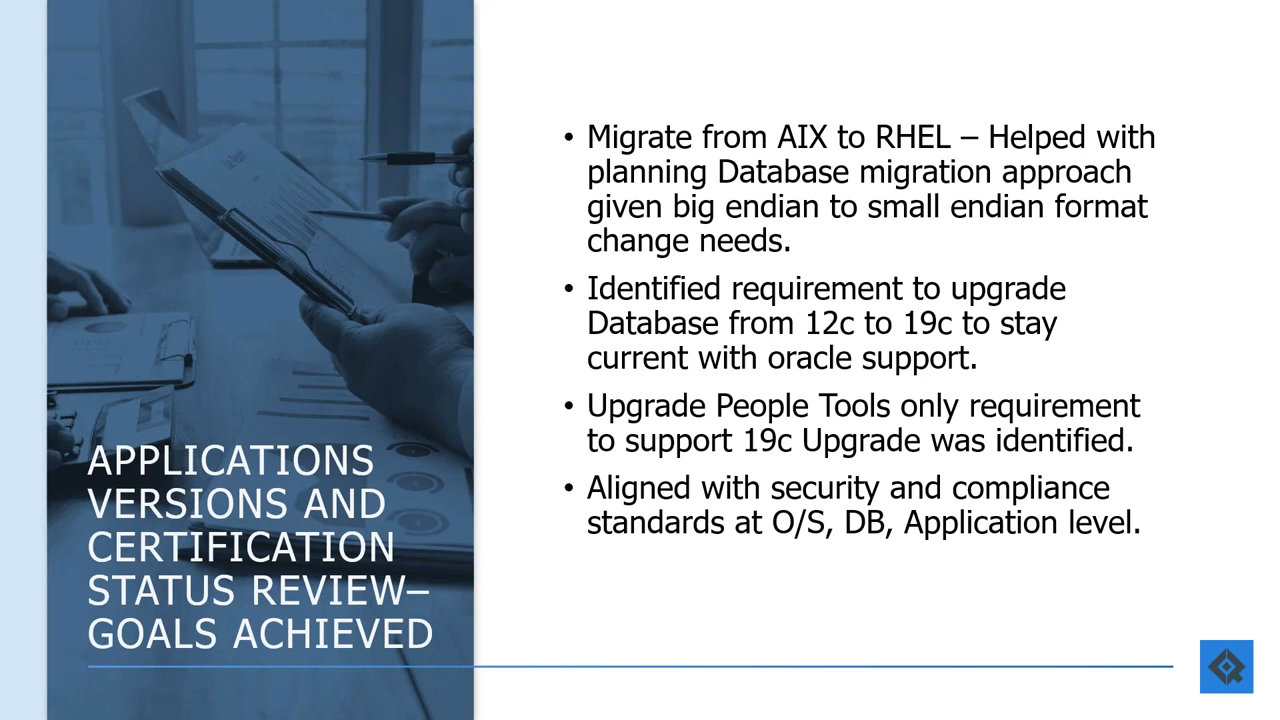 APPLICATIONS
VERSIONS AND
CERTIFICATION
STATUS REVIEW–
GOALS ACHIEVED
• Migrate from AIX to RHEL – Helped with
planning Database migration approach
given big endian to small endian format
change needs.
• Identified requirement to upgrade
Database from 12c to 19c to stay
current with oracle support.
• Upgrade People Tools only requirement
to support 19c Upgrade was identified.
• Aligned with security and compliance
standards at O/S, DB, Application level.